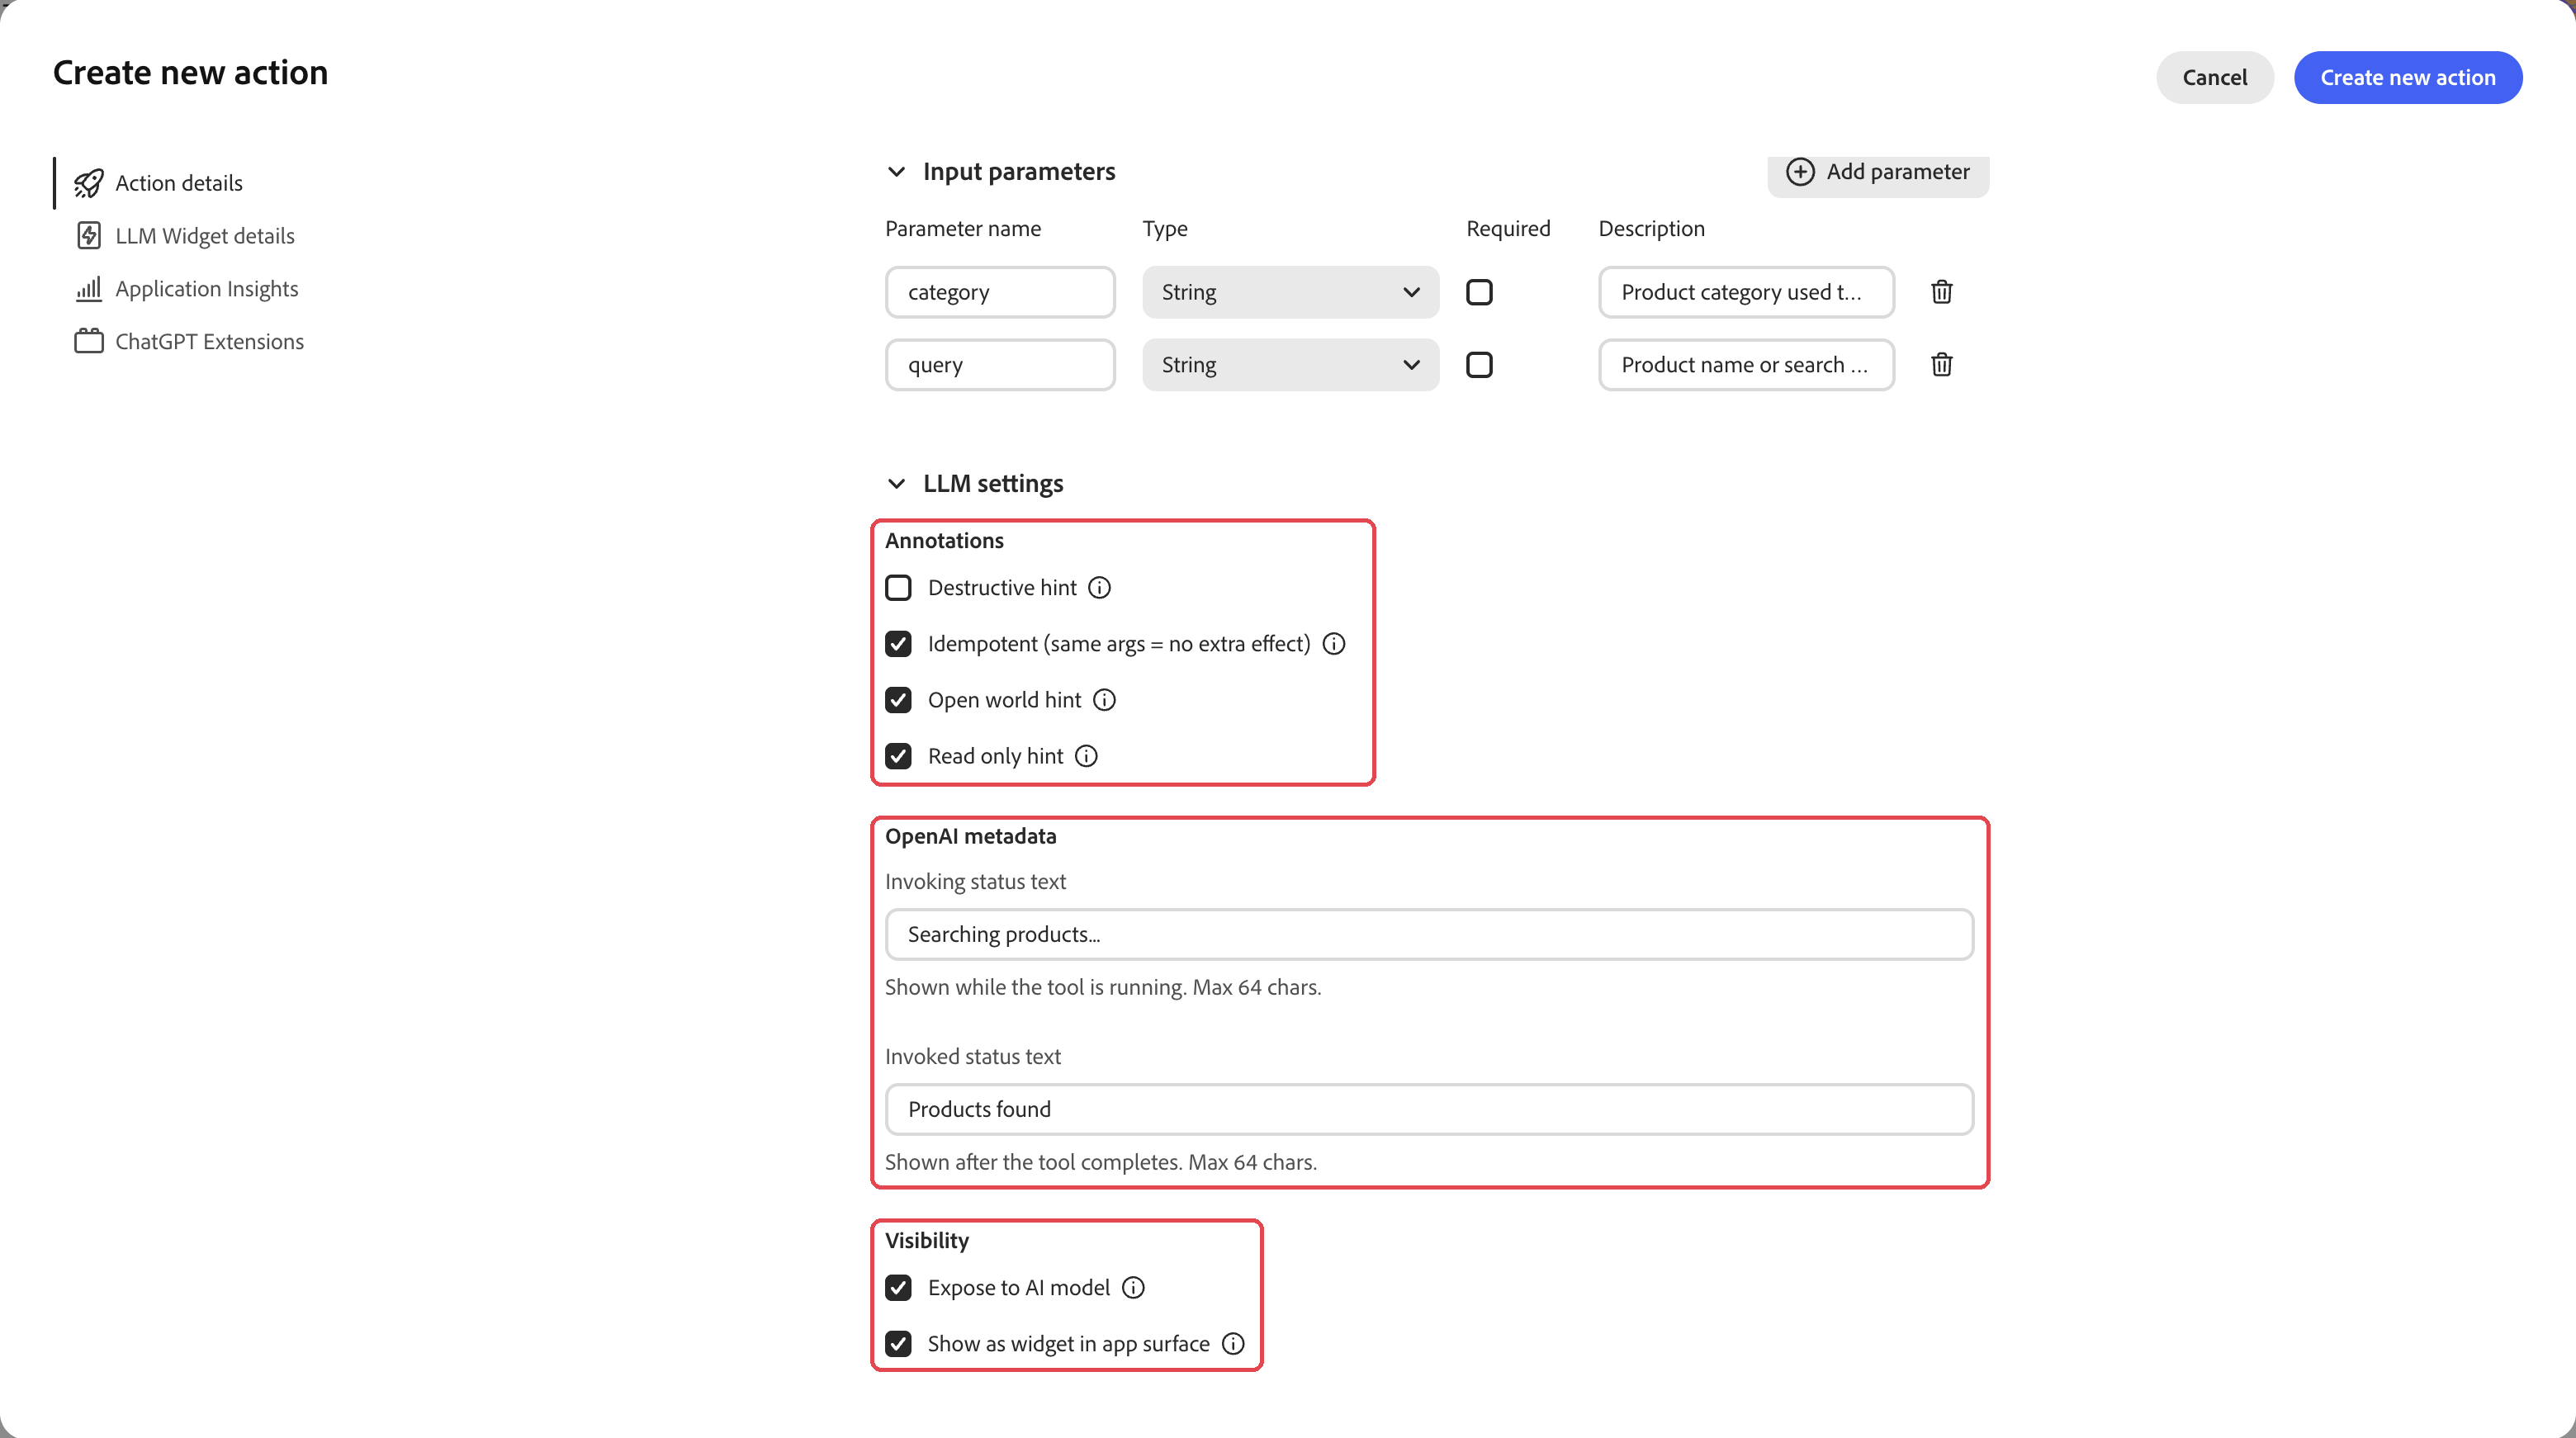 Create new action
Cancel
Create new action
Action details
LLM Widget details
Application Insights
ChatGPT Extensions
Input parameters
Add parameter
Parameter name Type Required Description
category String Product category used t...
query String Product name or search ...
LLM settings
Annotations
Destructive hint
Idempotent (same args = no extra effect)
Open world hint
Read only hint
OpenAI metadata
Invoking status text
Searching products...
Shown while the tool is running. Max 64 chars.
Invoked status text
Products found
Shown after the tool completes. Max 64 chars.
Visibility
Expose to AI model
Show as widget in app surface